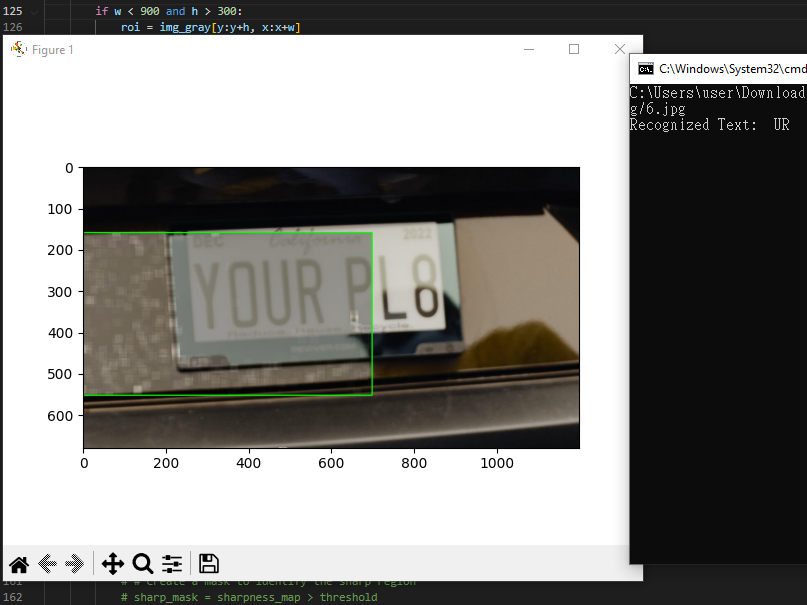 125 if w < 900 and h > 300:
126 roi = img_gray[y:y+h, x:x+w]
Figure 1
C:\Windows\System32\cmd
C:\Users\user\Download
g/6.jpg
Recognized Text: UR
0
100
200
300
400
500
600
DEC California 2022
YOUR PL8
0 200 400 600 800 1000
161 # # Create a mask to identify the sharp region
162 # sharp_mask = sharpness_map > threshold